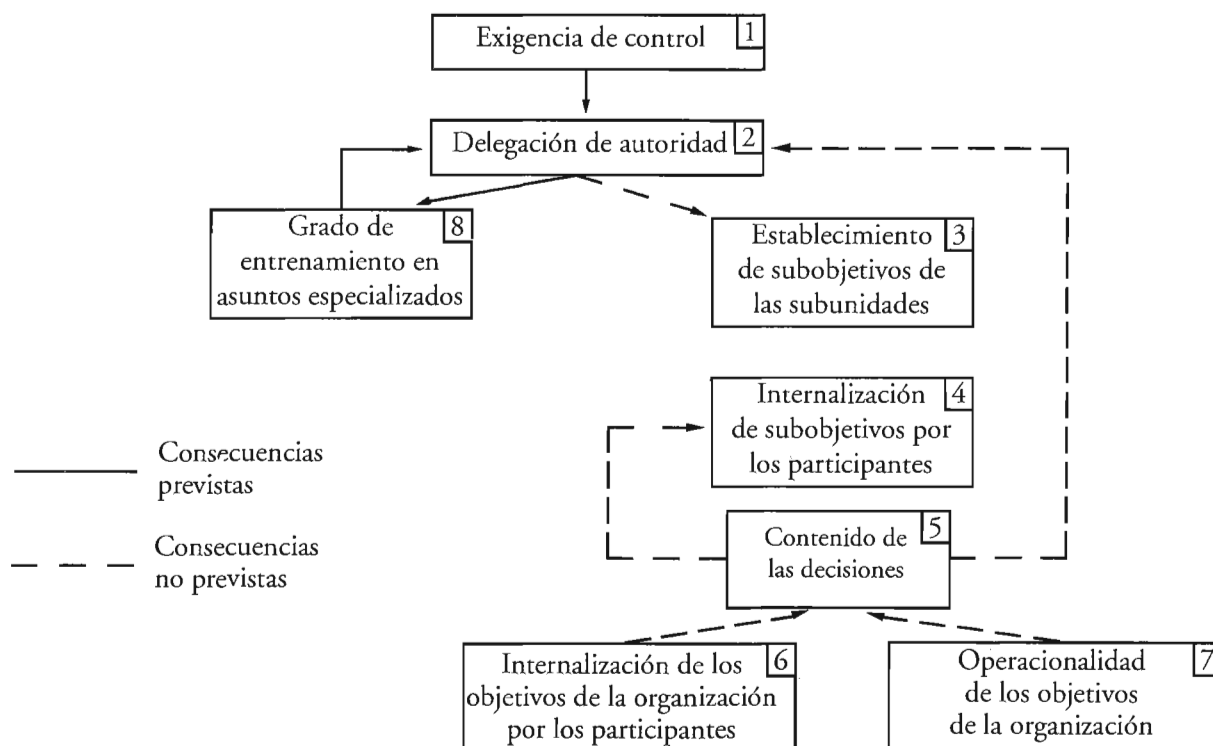 Exigencia de control
1
Delegación de autoridad
2
Grado de
entrenamiento en
asuntos especializados
8
Establecimiento
de subobjetivos de
las subunidades
3
Internalización
de subobjetivos por
los participantes
4
Consecuencias
previstas
Consecuencias
no previstas
Contenido de
las decisiones
5
Internalización de los
objetivos de la organización
por los participantes
6
Operacionalidad
de los objetivos
de la organización
7